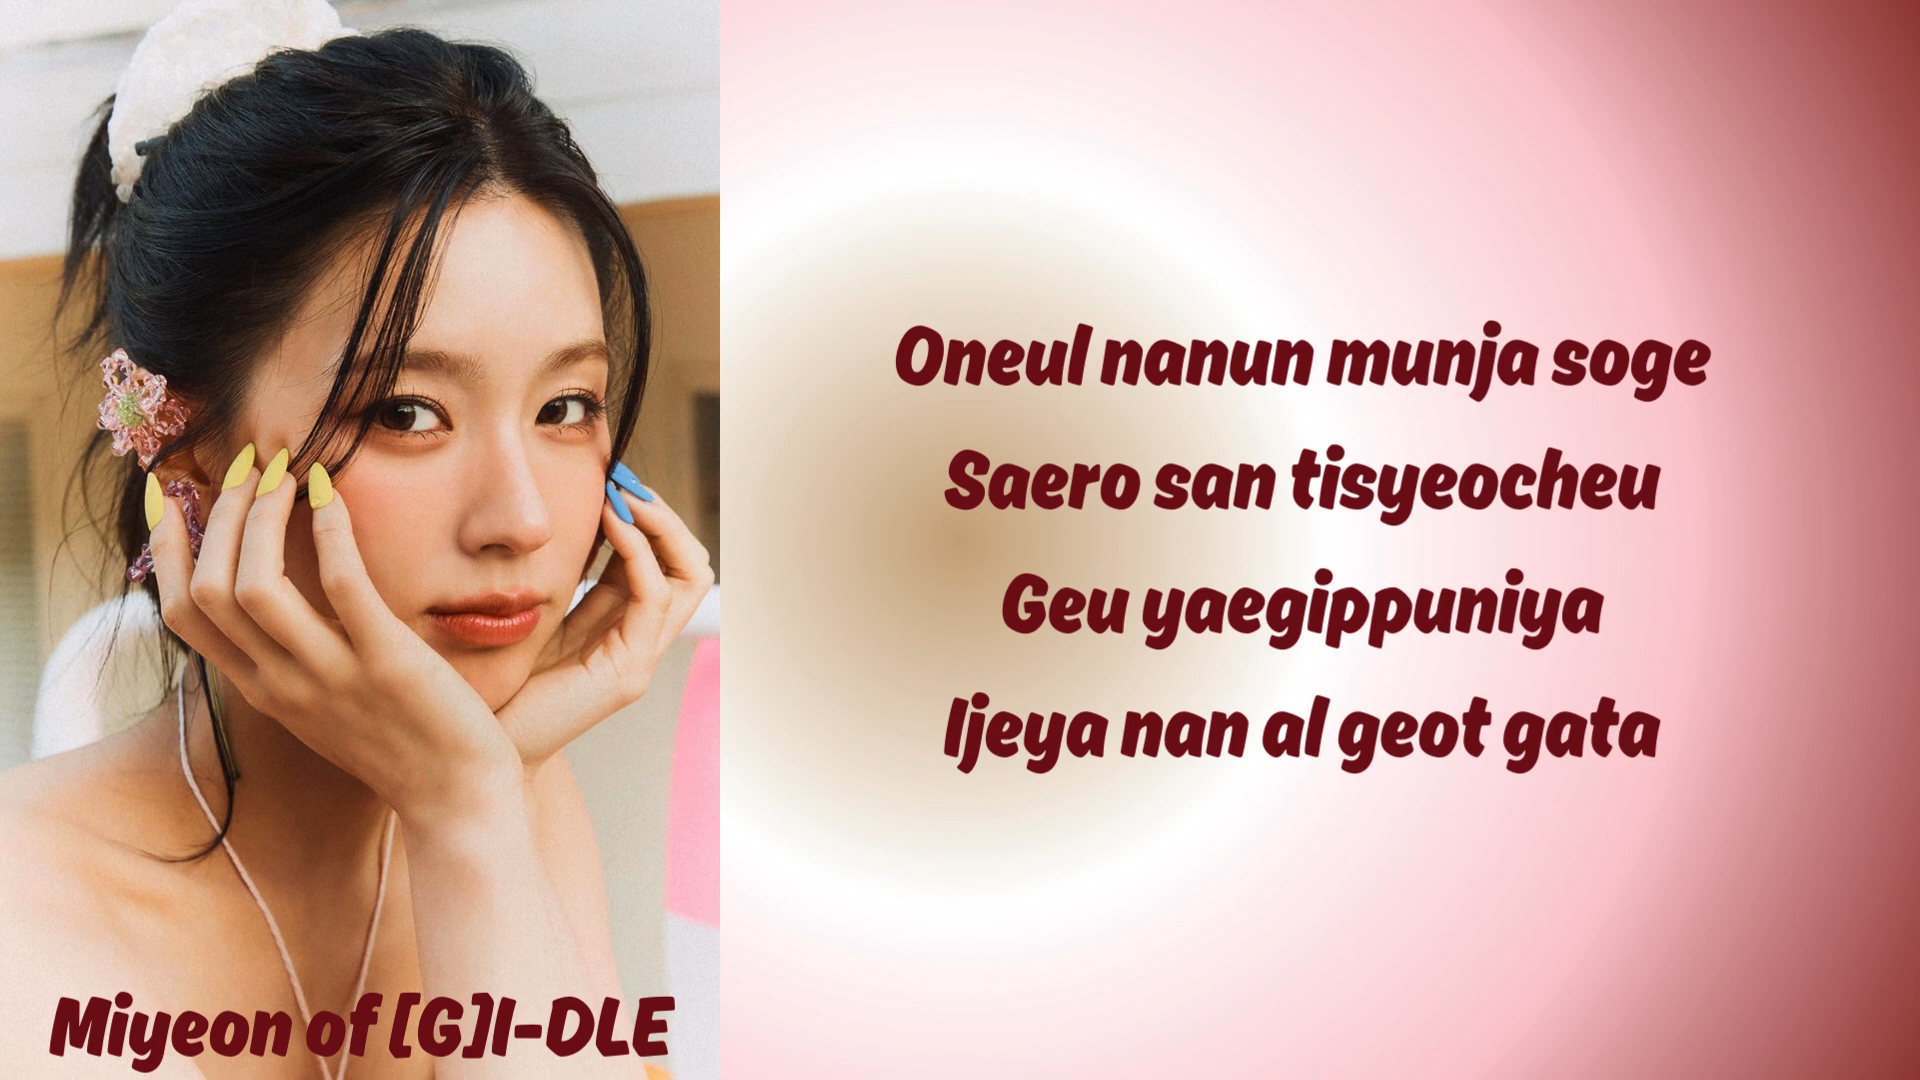 Oneul nanun munja soge
Saero san tisyeocheu
Geu yaegippuniya
Ijeya nan al geot gata
Miyeon of [G]I-DLE